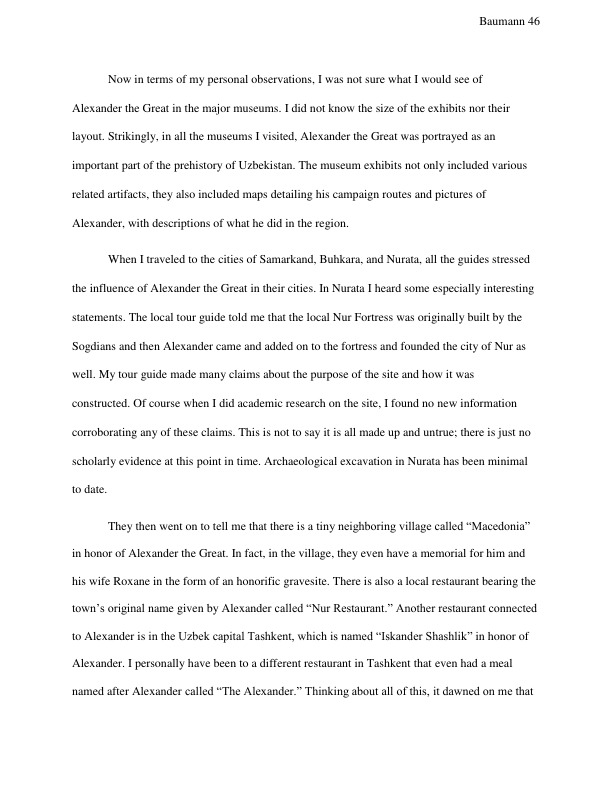 Baumann 46
Now in terms of my personal observations, I was not sure what I would see of
Alexander the Great in the major museums. I did not know the size of the exhibits nor their
layout. Strikingly, in all the museums I visited, Alexander the Great was portrayed as an
important part of the prehistory of Uzbekistan. The museum exhibits not only included various
related artifacts, they also included maps detailing his campaign routes and pictures of
Alexander, with descriptions of what he did in the region.
When I traveled to the cities of Samarkand, Buhkara, and Nurata, all the guides stressed
the influence of Alexander the Great in their cities. In Nurata I heard some especially interesting
statements. The local tour guide told me that the local Nur Fortress was originally built by the
Sogdians and then Alexander came and added on to the fortress and founded the city of Nur as
well. My tour guide made many claims about the purpose of the site and how it was
constructed. Of course when I did academic research on the site, I found no new information
corroborating any of these claims. This is not to say it is all made up and untrue; there is just no
scholarly evidence at this point in time. Archaeological excavation in Nurata has been minimal
to date.
They then went on to tell me that there is a tiny neighboring village called “Macedonia”
in honor of Alexander the Great. In fact, in the village, they even have a memorial for him and
his wife Roxane in the form of an honorific gravesite. There is also a local restaurant bearing the
town’s original name given by Alexander called “Nur Restaurant.” Another restaurant connected
to Alexander is in the Uzbek capital Tashkent, which is named “Iskander Shashlik” in honor of
Alexander. I personally have been to a different restaurant in Tashkent that even had a meal
named after Alexander called “The Alexander.” Thinking about all of this, it dawned on me that